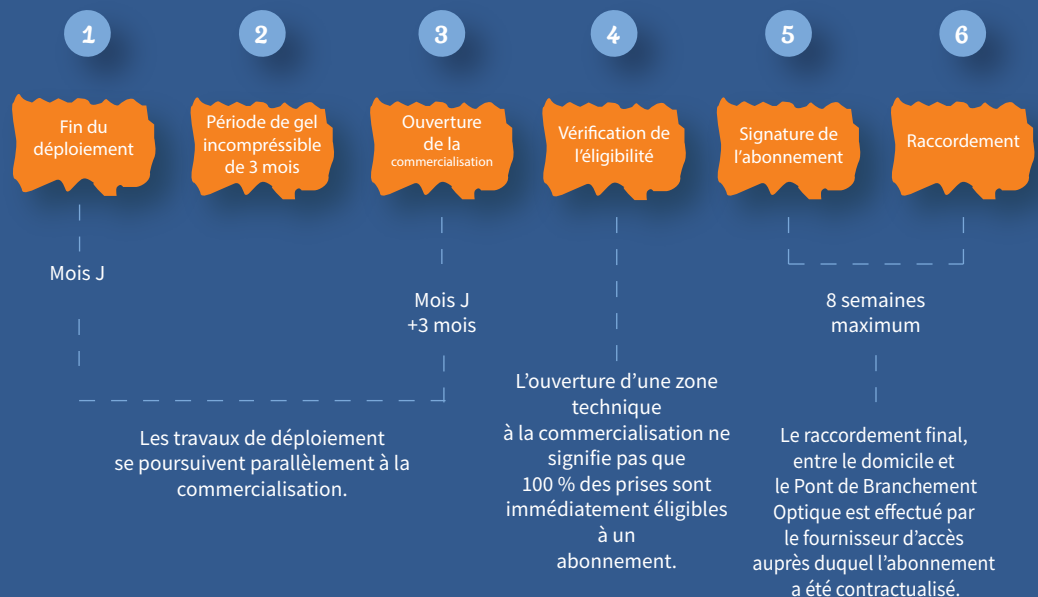 1
2
3
4
5
6
Fin du
déploiement
Période de gel
incompréssible
de 3 mois
Ouverture
de la
commercialisation
Vérification de
l'éligibilité
Signature de
l'abonnement
Raccordement
Mois J
Mois J
+3 mois
8 semaines
maximum
Les travaux de déploiement
se poursuivent parallèlement à la
commercialisation.
L'ouverture d'une zone
technique
à la commercialisation ne
signifie pas que
100 % des prises sont
immédiatement éligibles
à un
abonnement.
Le raccordement final,
entre le domicile et
le Pont de Branchement
Optique est effectué par
le fournisseur d'accès
auprès duquel l'abonnement
a été contractualisé.